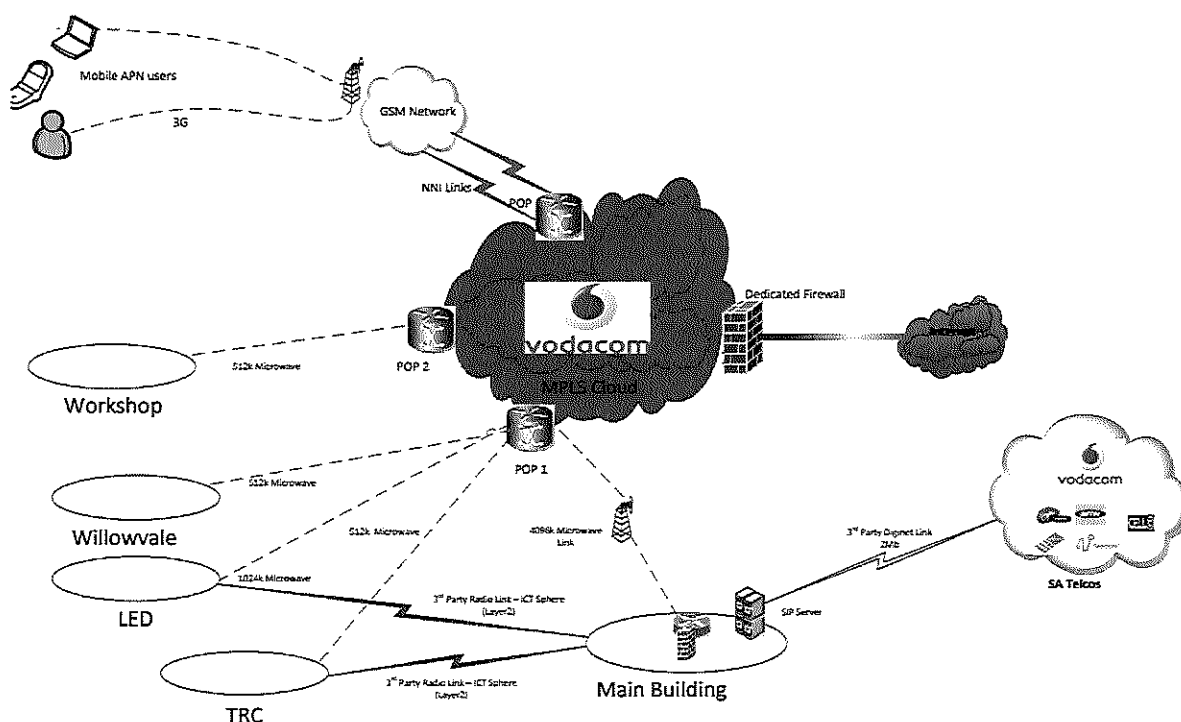 Mobile APN users
GSM Network
3G
NNI Links
POP
Dedicated Firewall
vodacom
MPLS Cloud
POP 2
512k Microwave
Workshop
POP 1
vodacom
512k Microwave
Willowvale
512k Microwave
4096k Microwave
Link
3rd Party Diginet Link
2Mb
SA Telcos
1024k Microwave
LED
3rd Party Radio Link – iCT Sphere
(Layer2)
SIP Server
3rd Party Radio Link – ICT Sphere
(Layer2)
Main Building
TRC